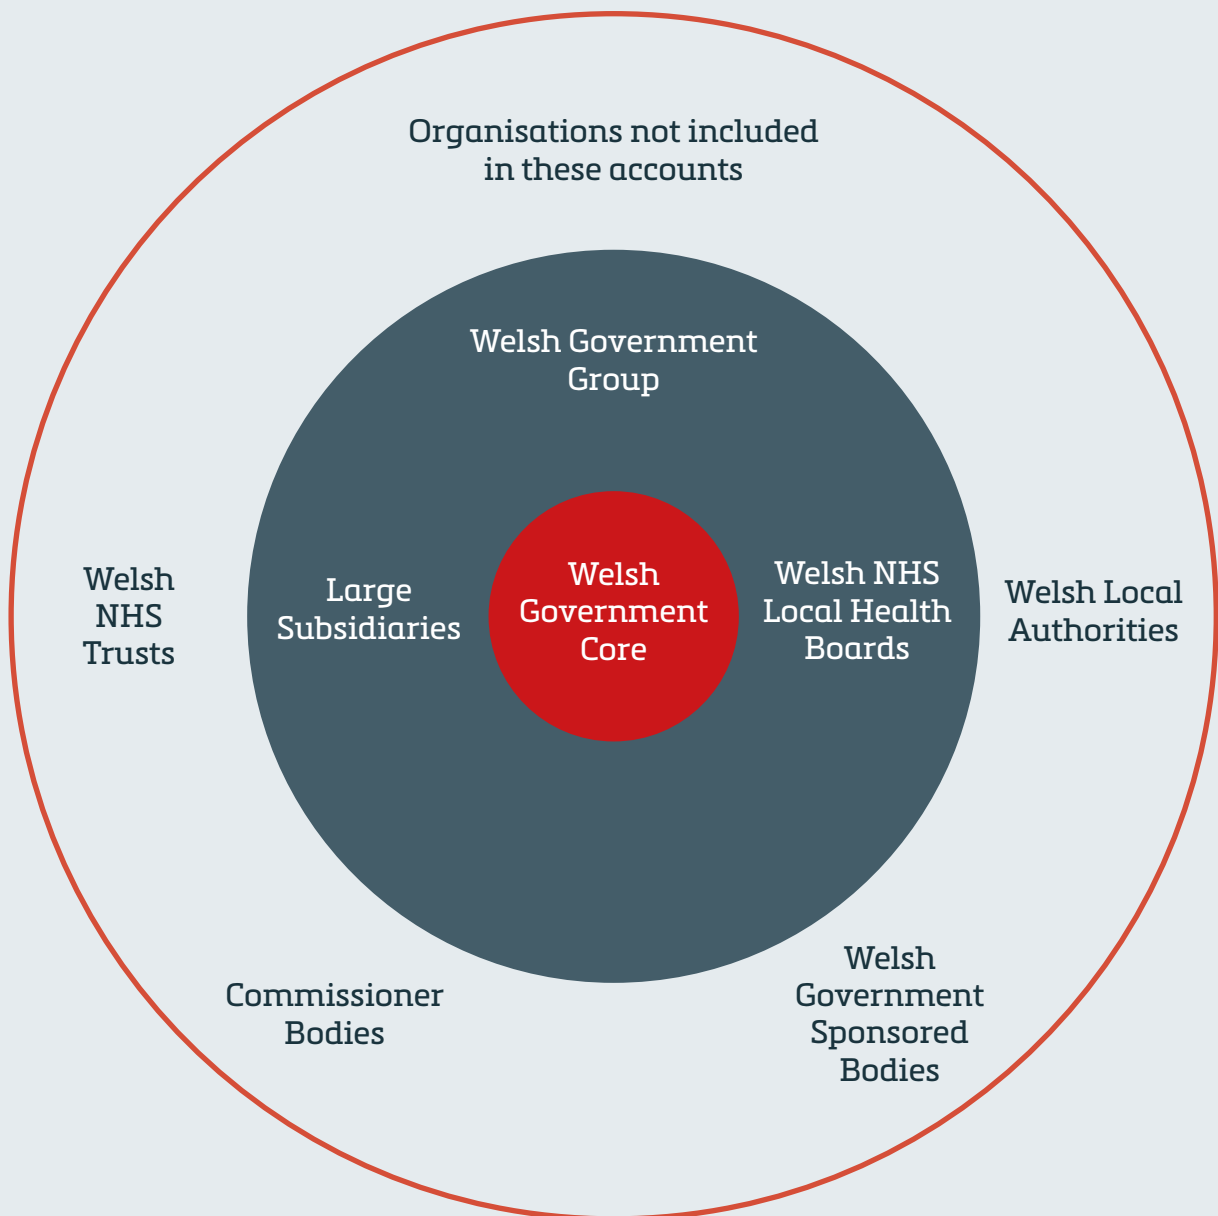 Organisations not included
in these accounts
Welsh Government
Group
Welsh
NHS
Trusts
Large
Subsidiaries
Welsh
Government
Core
Welsh NHS
Local Health
Boards
Welsh Local
Authorities
Commissioner
Bodies
Welsh
Government
Sponsored
Bodies